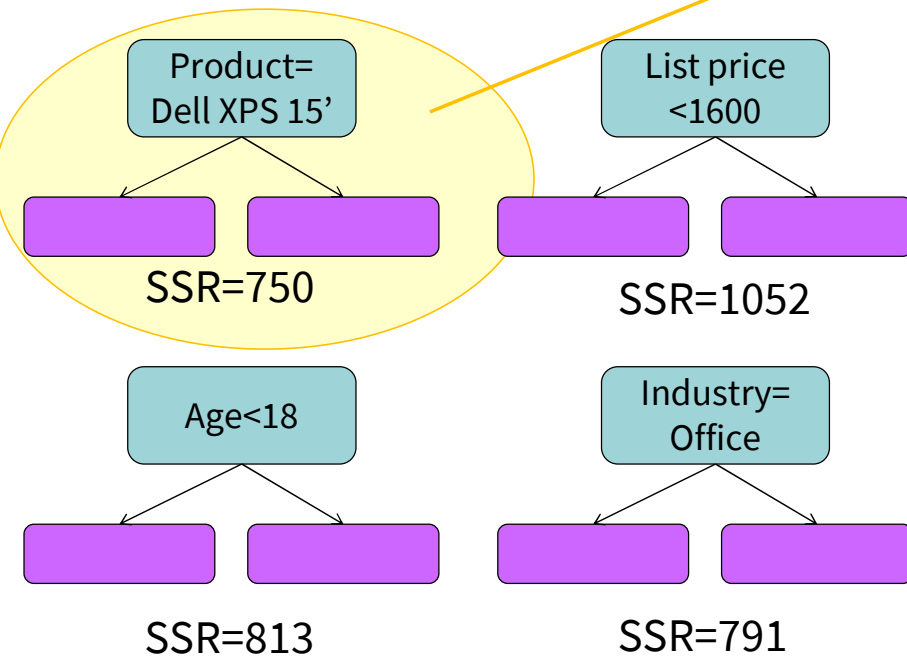 Product=
Dell XPS 15’
SSR=750
List price
<1600
SSR=1052
Age<18
SSR=813
Industry=
Office
SSR=791